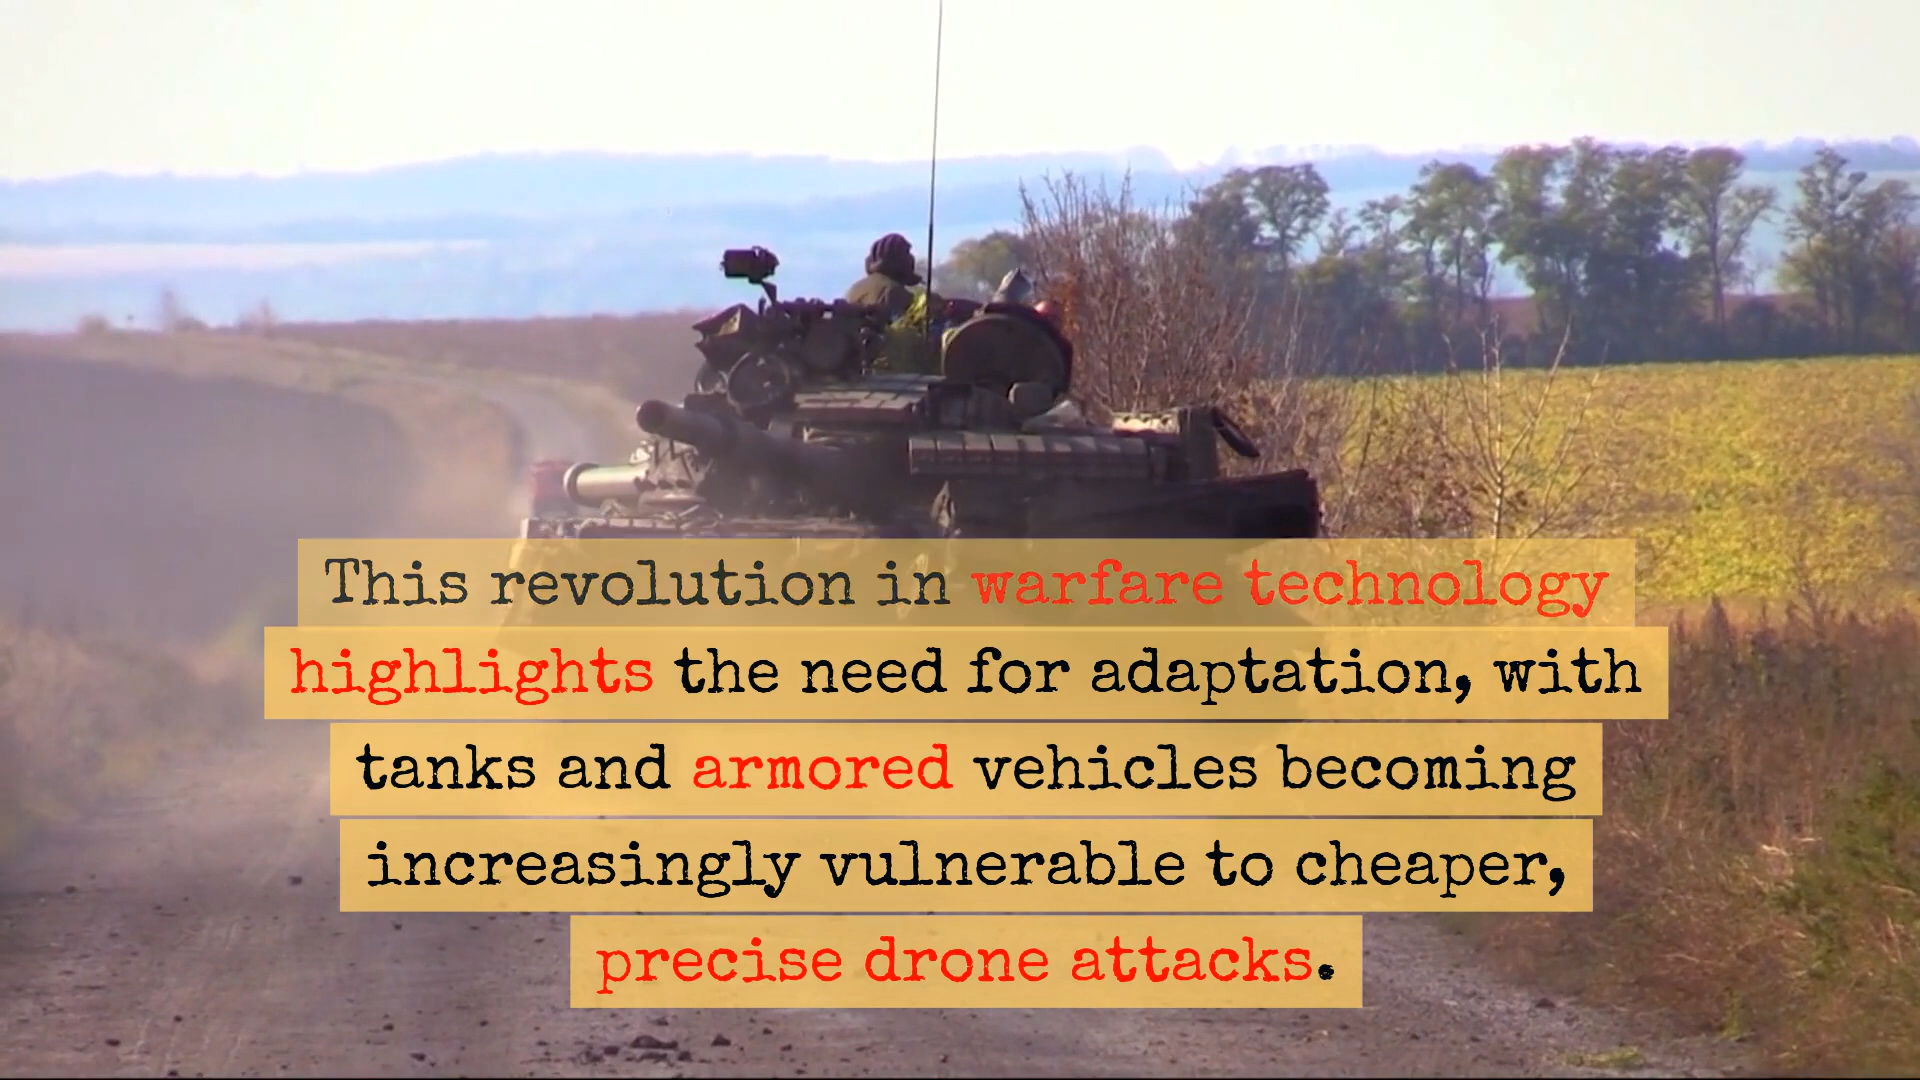 This revolution in warfare technology
highlights the need for adaptation, with
tanks and armored vehicles becoming
increasingly vulnerable to cheaper,
precise drone attacks.